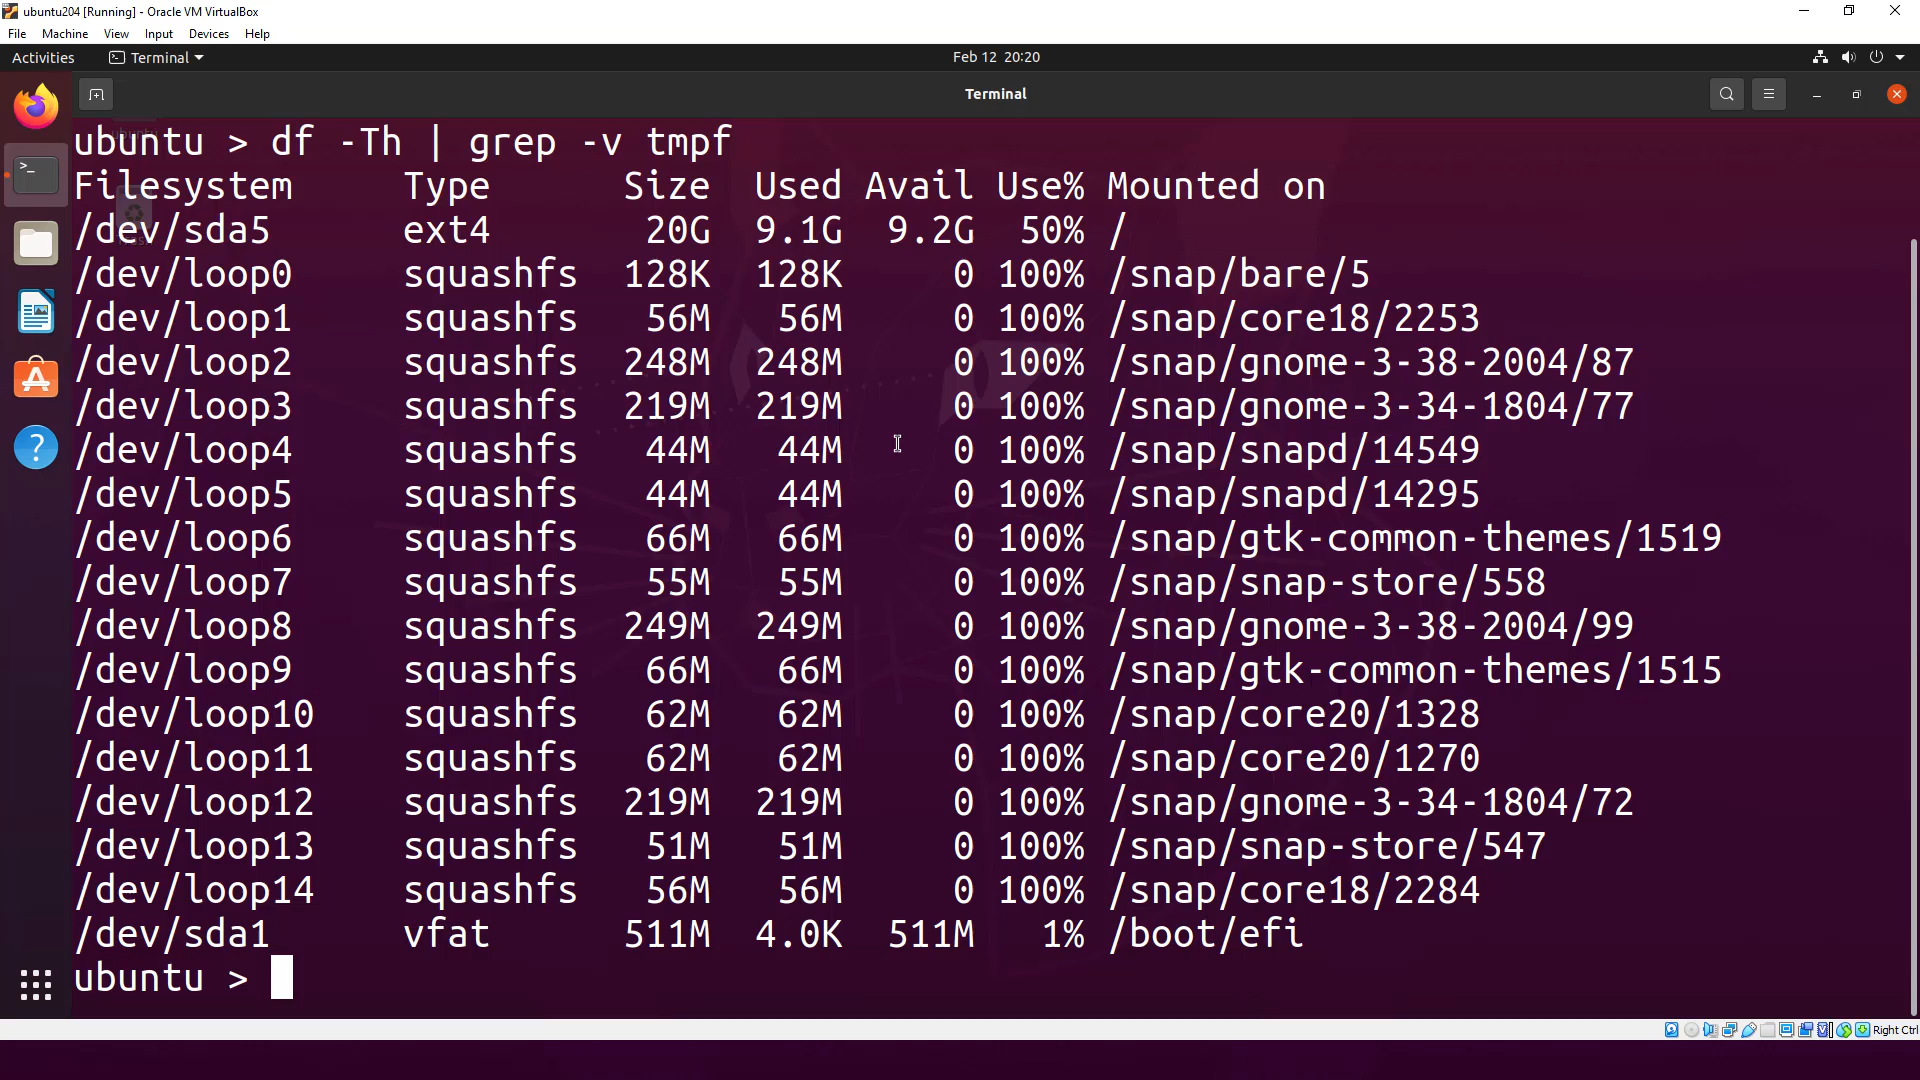 ubuntu204 [Running] - Oracle VM VirtualBox
File Machine View Input Devices Help
Activities Terminal Feb 12 20:20
Terminal
ubuntu > df -Th | grep -v tmpf
Filesystem Type Size Used Avail Use% Mounted on
/dev/sda5 ext4 20G 9.1G 9.2G 50% /
/dev/loop0 squashfs 128K 128K 0 100% /snap/bare/5
/dev/loop1 squashfs 56M 56M 0 100% /snap/core18/2253
/dev/loop2 squashfs 248M 248M 0 100% /snap/gnome-3-38-2004/87
/dev/loop3 squashfs 219M 219M 0 100% /snap/gnome-3-34-1804/77
/dev/loop4 squashfs 44M 44M 0 100% /snap/snapd/14549
/dev/loop5 squashfs 44M 44M 0 100% /snap/snapd/14295
/dev/loop6 squashfs 66M 66M 0 100% /snap/gtk-common-themes/1519
/dev/loop7 squashfs 55M 55M 0 100% /snap/snap-store/558
/dev/loop8 squashfs 249M 249M 0 100% /snap/gnome-3-38-2004/99
/dev/loop9 squashfs 66M 66M 0 100% /snap/gtk-common-themes/1515
/dev/loop10 squashfs 62M 62M 0 100% /snap/core20/1328
/dev/loop11 squashfs 62M 62M 0 100% /snap/core20/1270
/dev/loop12 squashfs 219M 219M 0 100% /snap/gnome-3-34-1804/72
/dev/loop13 squashfs 51M 51M 0 100% /snap/snap-store/547
/dev/loop14 squashfs 56M 56M 0 100% /snap/core18/2284
/dev/sda1 vfat 511M 4.0K 511M 1% /boot/efi
ubuntu >
Right Ctrl